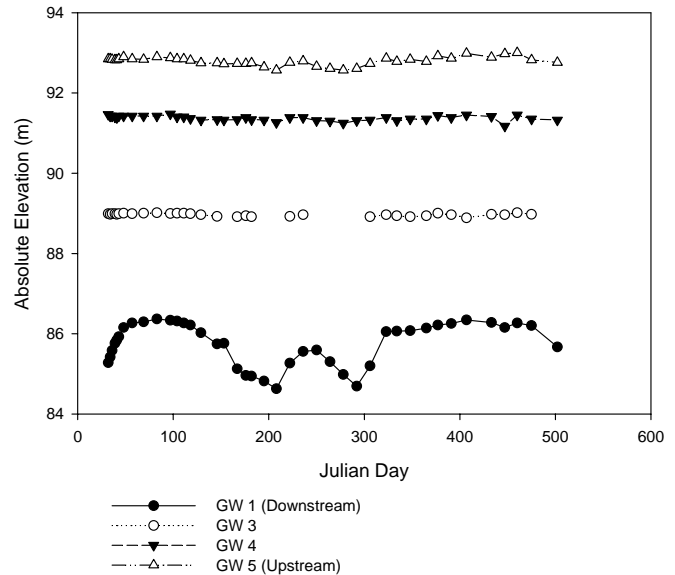 94
92
90
88
86
84
Absolute Elevation (m)
0 100 200 300 400 500 600
Julian Day
GW 1 (Downstream)
GW 3
GW 4
GW 5 (Upstream)